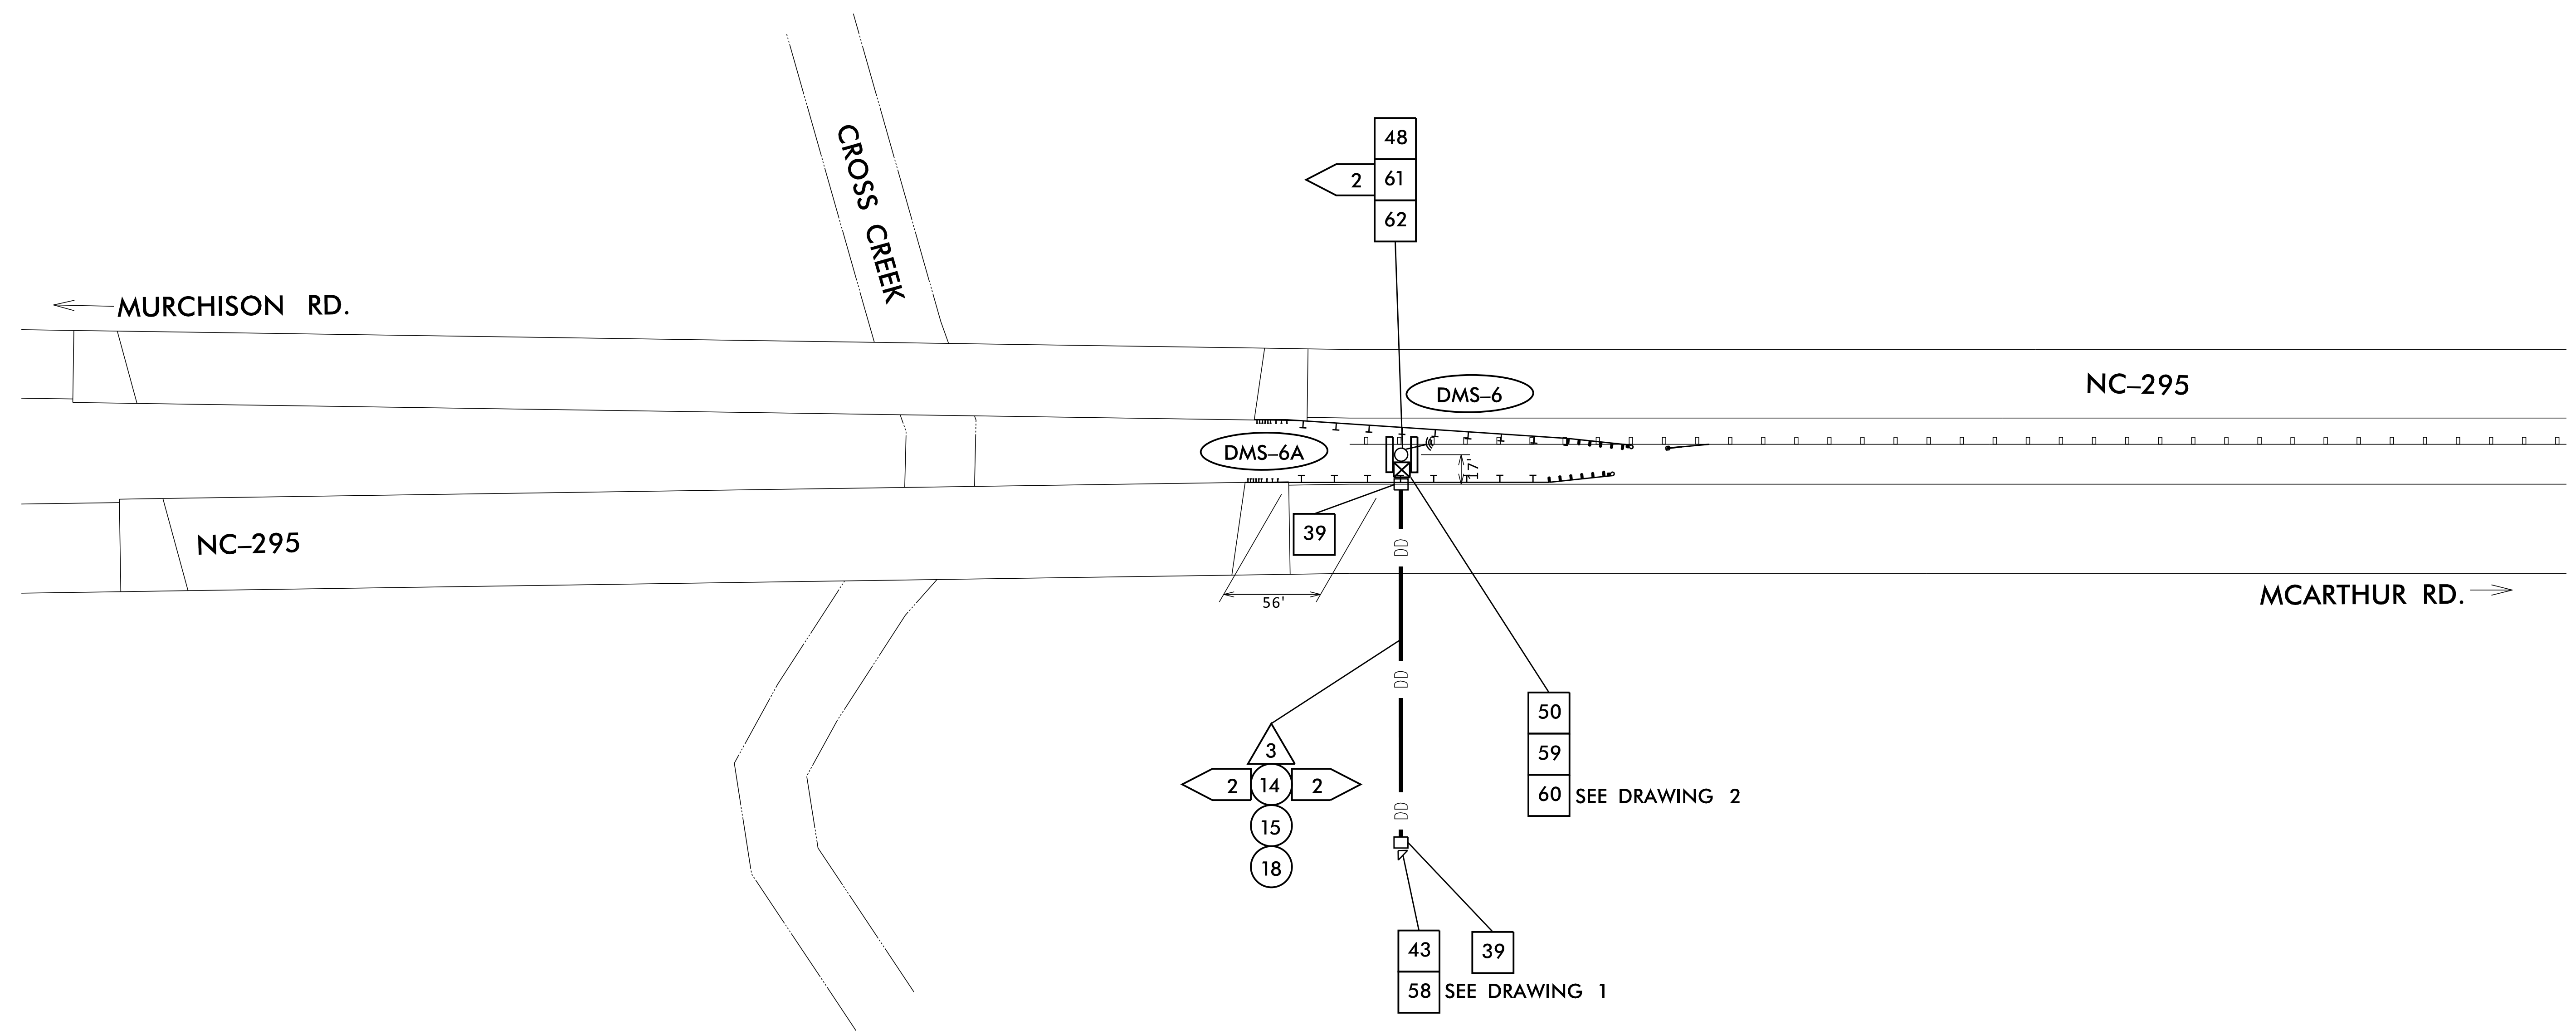 CROSS CREEK
48
2 61
62
MURCHISON RD.
DMS–6
NC–295
DMS–6A
17'
39
NC–295
DD
56'
MCARTHUR RD.
DD
50
3
59
2 14 2
60 SEE DRAWING 2
DD
15
18
43
39
58 SEE DRAWING 1